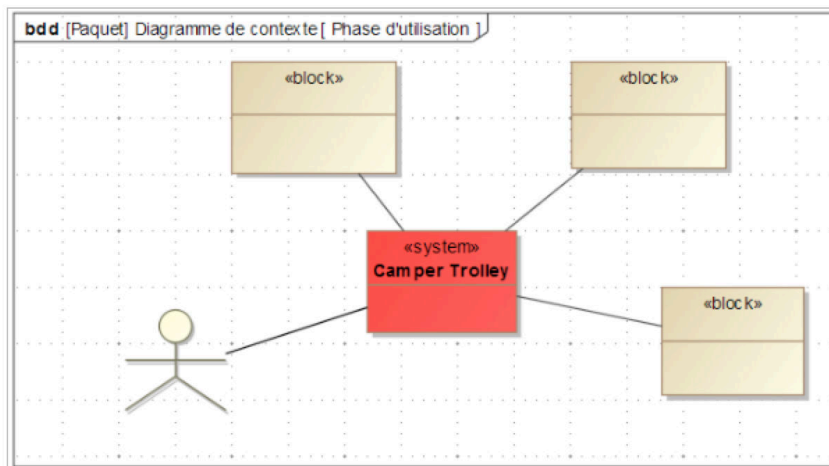 bdd [Paquet] Diagramme de contexte [ Phase d'utilisation ]
«block»
«block»
«system»
Camper Trolley
«block»